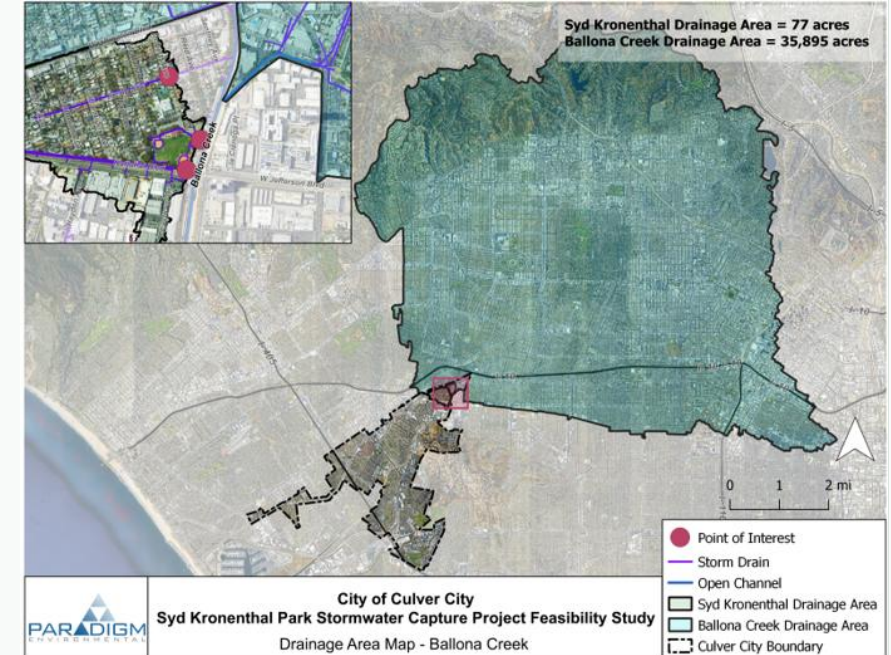 Syd Kronenthal Drainage Area = 77 acres
Ballona Creek Drainage Area = 35,895 acres
Ballona Creek
W Jefferson Blvd
I-405
I-10
0 1 2 mi
Point of Interest
Storm Drain
Open Channel
Syd Kronenthal Drainage Area
Ballona Creek Drainage Area
Culver City Boundary
PARADIGM
ENVIRONMENTAL
City of Culver City
Syd Kronenthal Park Stormwater Capture Project Feasibility Study
Drainage Area Map - Ballona Creek